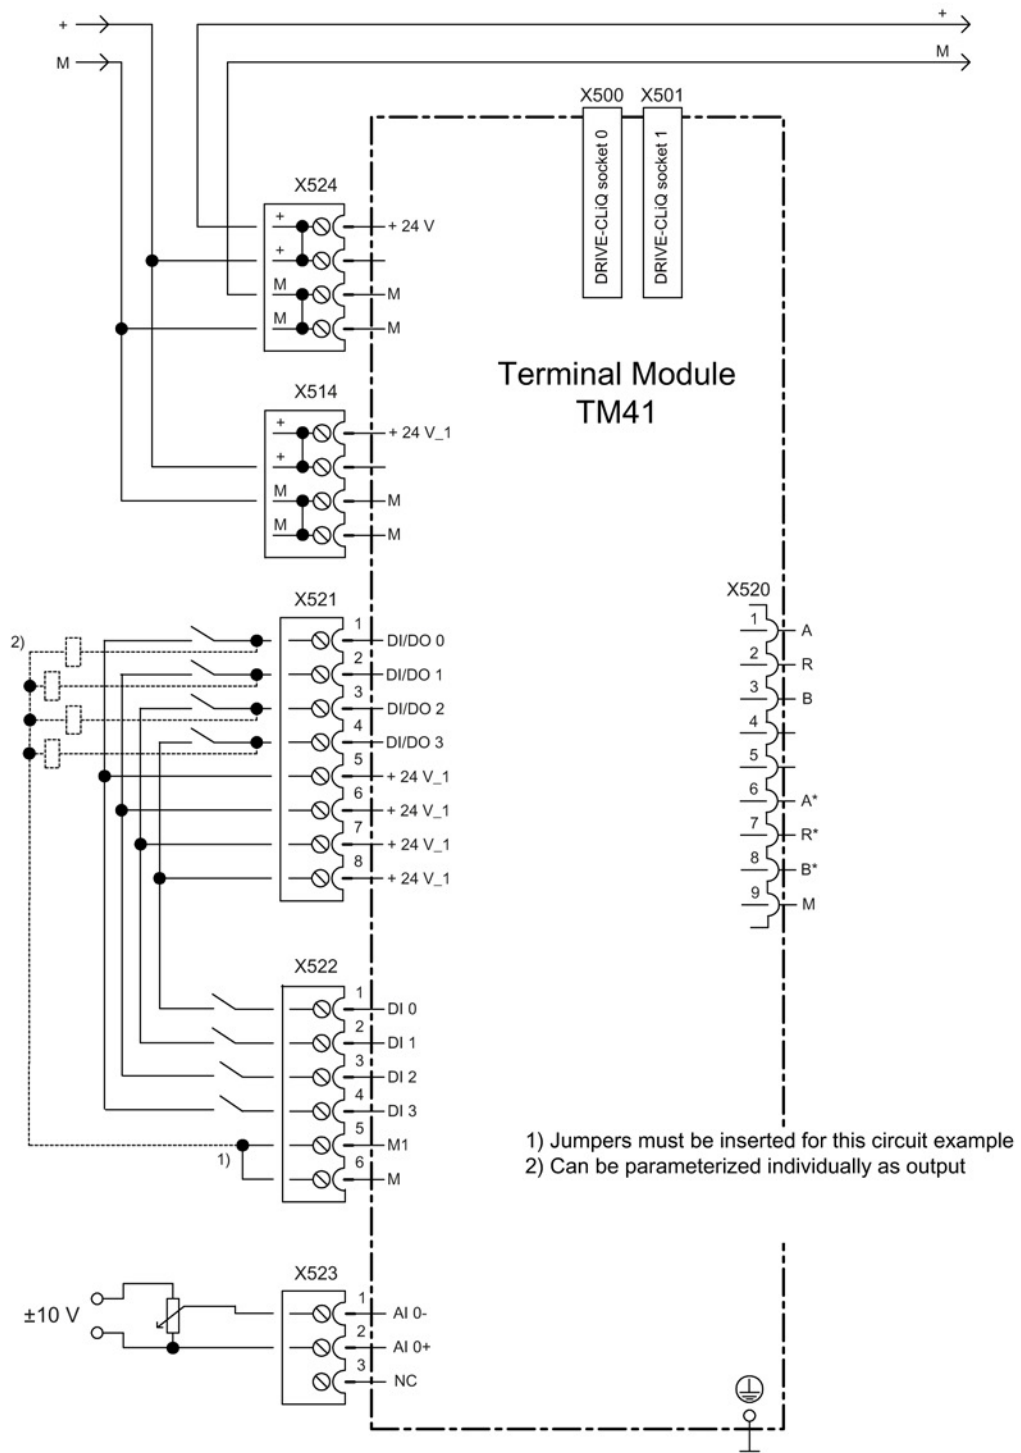 +
+
M
M
X500 X501
DRIVE-CLiQ socket 0
DRIVE-CLiQ socket 1
X524
+
+ 24 V
+
M
M
M
M
Terminal Module
TM41
X514
+
+ 24 V_1
+
M
M
M
M
X521
2)
1
DI/DO 0
2
DI/DO 1
3
DI/DO 2
4
DI/DO 3
5
+ 24 V_1
6
+ 24 V_1
7
+ 24 V_1
8
+ 24 V_1
X520
1
A
2
R
3
B
4
5
6
A*
7
R*
8
B*
9
M
X522
1
DI 0
2
DI 1
3
DI 2
4
DI 3
5
M1
1)
6
M
1) Jumpers must be inserted for this circuit example
2) Can be parameterized individually as output
X523
±10 V
1
AI 0-
2
AI 0+
3
NC